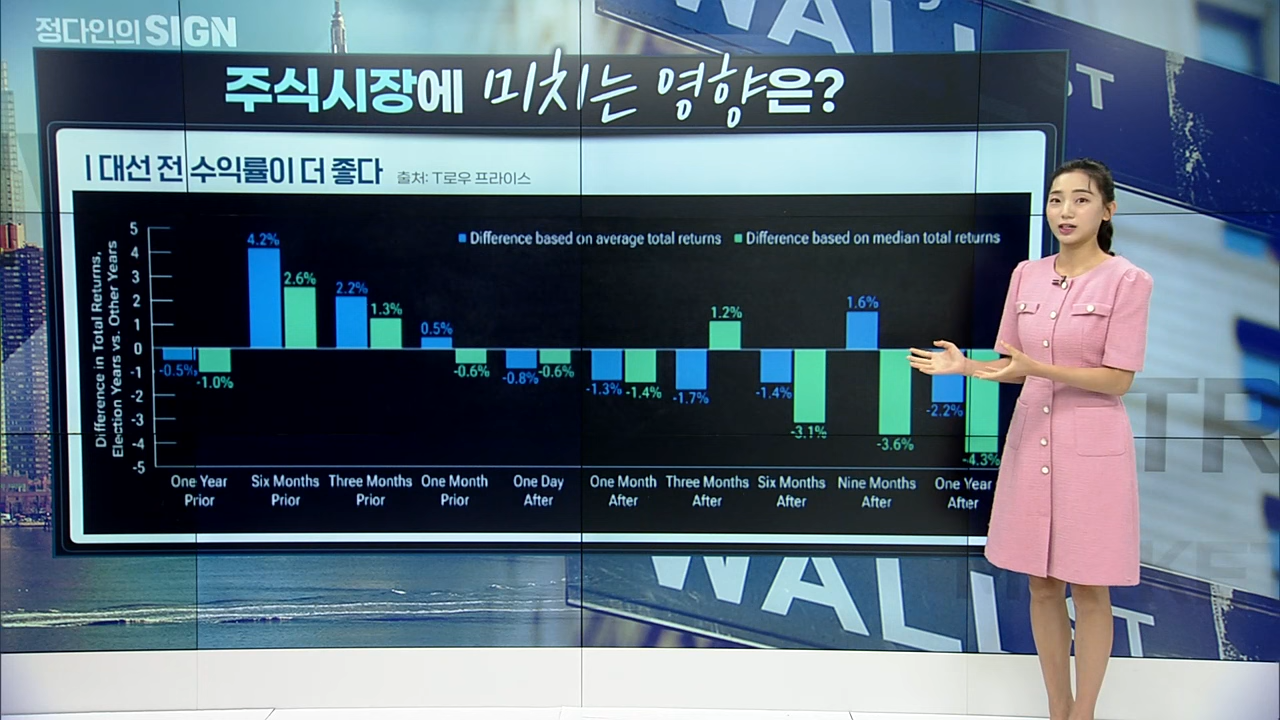 정다인의 SIGN
주식시장에 미치는 영향은?
대선 전 수익률이 더 좋다 출처: T로우 프라이스
Difference in Total Returns,
Election Years vs. Other Years
5
4
3
2
1
0
-1
-2
-3
-4
-5
Difference based on average total returns Difference based on median total returns
-0.5% -1.0%
4.2% 2.6%
2.2% 1.3%
0.5% -0.6%
-0.8% -0.6%
-1.3% -1.4%
-1.7% 1.2%
-1.4% -3.1%
1.6% -3.6%
-2.2% -4.3%
One Year
Prior
Six Months
Prior
Three Months
Prior
One Month
Prior
One Day
After
One Month
After
Three Months
After
Six Months
After
Nine Months
After
One Year
After
WALL
ST
TR
WALL ST